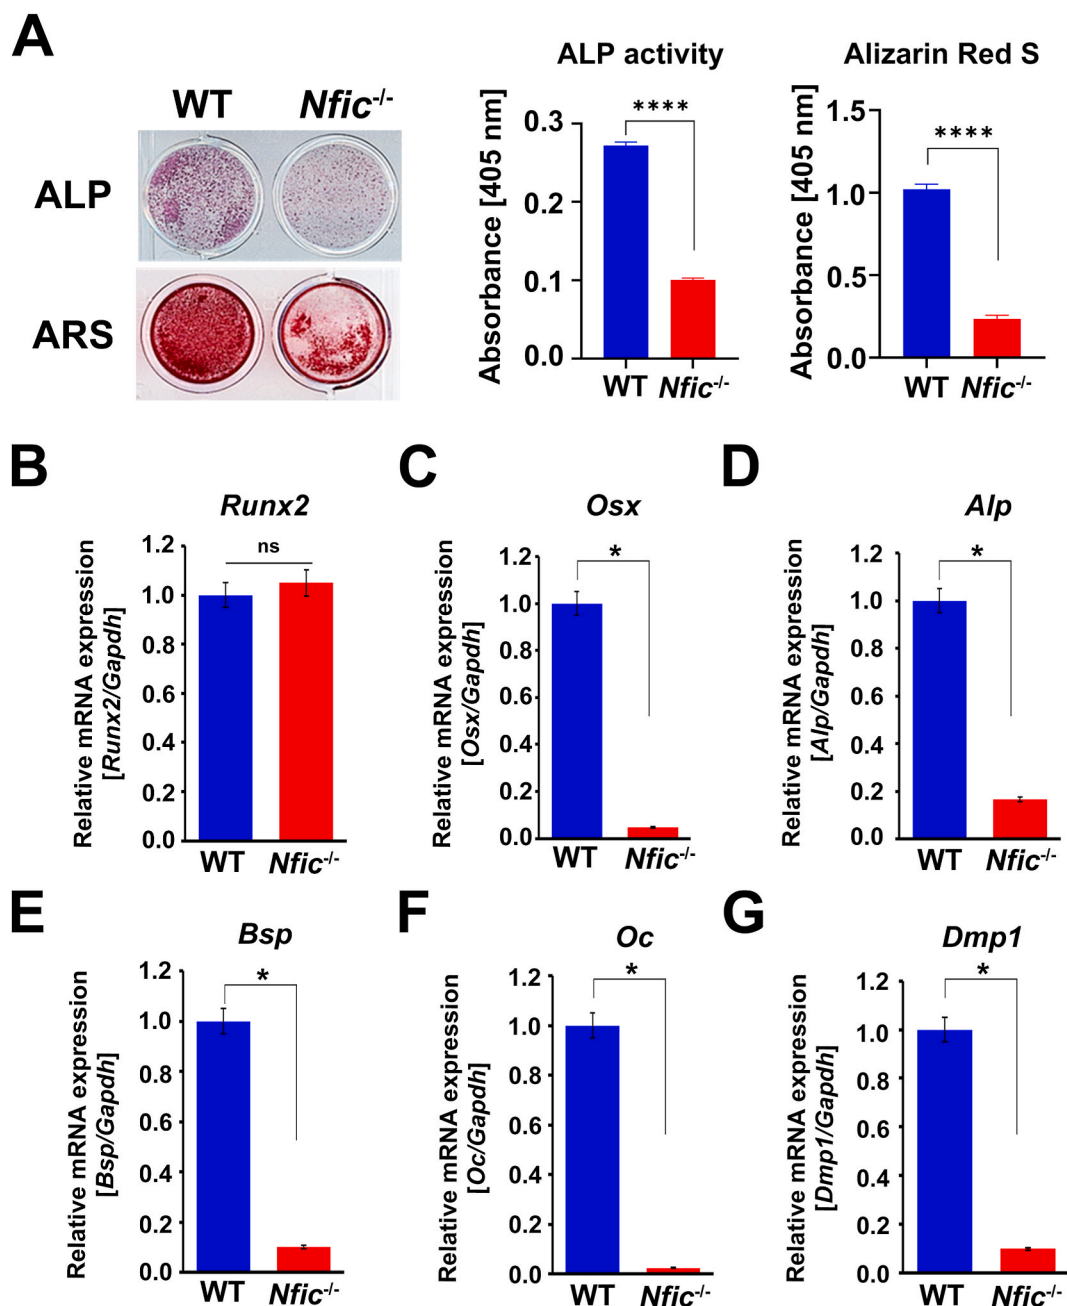 A
WT Nfic-/-
ALP
ARS
ALP activity
Absorbance [405 nm]
0.3
0.2
0.1
0.0
****
WT Nfic-/-
Alizarin Red S
Absorbance [405 nm]
1.5
1.0
0.5
0.0
****
WT Nfic-/-
B
Runx2
Relative mRNA expression
[Runx2/Gapdh]
1.2
1.0
0.8
0.6
0.4
0.2
0.0
ns
WT Nfic-/-
C
Osx
Relative mRNA expression
[Osx/Gapdh]
1.2
1.0
0.8
0.6
0.4
0.2
0.0
*
WT Nfic-/-
D
Alp
Relative mRNA expression
[Alp/Gapdh]
1.2
1.0
0.8
0.6
0.4
0.2
0.0
*
WT Nfic-/-
E
Bsp
Relative mRNA expression
[Bsp/Gapdh]
1.2
1.0
0.8
0.6
0.4
0.2
0.0
*
WT Nfic-/-
F
Oc
Relative mRNA expression
[Oc/Gapdh]
1.2
1.0
0.8
0.6
0.4
0.2
0.0
*
WT Nfic-/-
G
Dmp1
Relative mRNA expression
[Dmp1/Gapdh]
1.2
1.0
0.8
0.6
0.4
0.2
0.0
*
WT Nfic-/-